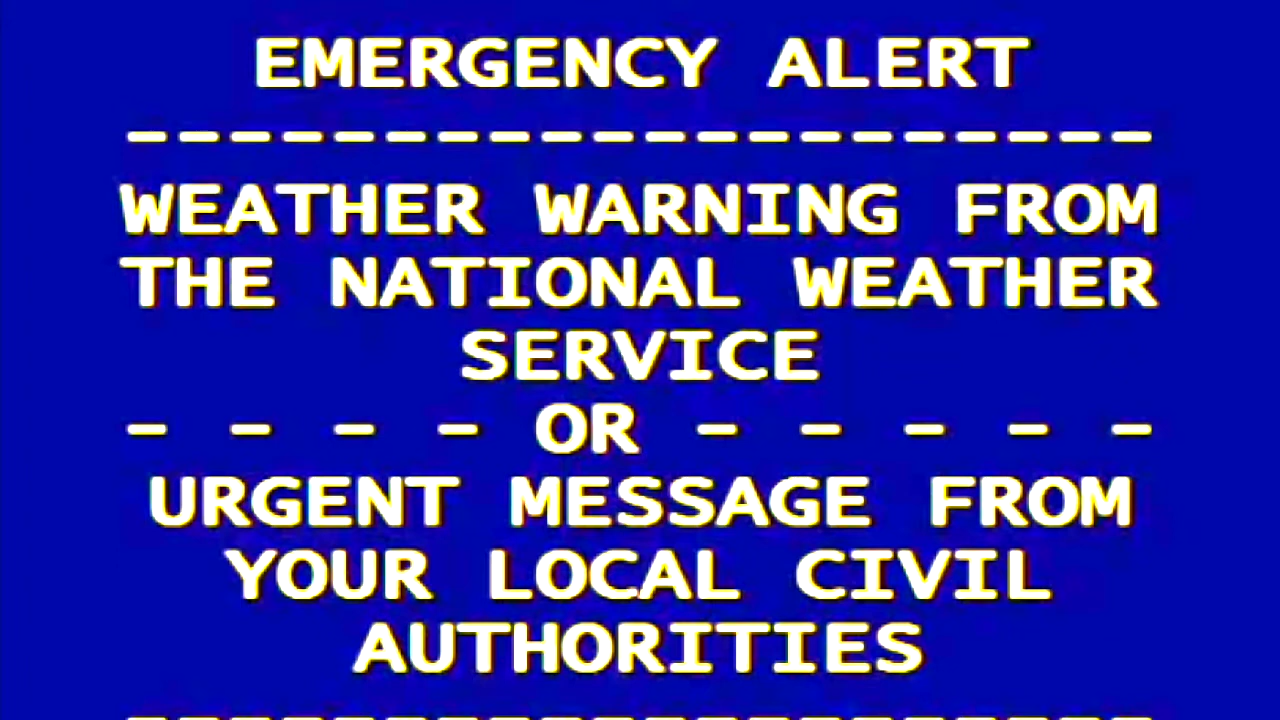 EMERGENCY ALERT
--------------------
WEATHER WARNING FROM
THE NATIONAL WEATHER
SERVICE
- - - - OR - - - - -
URGENT MESSAGE FROM
YOUR LOCAL CIVIL
AUTHORITIES
--------------------